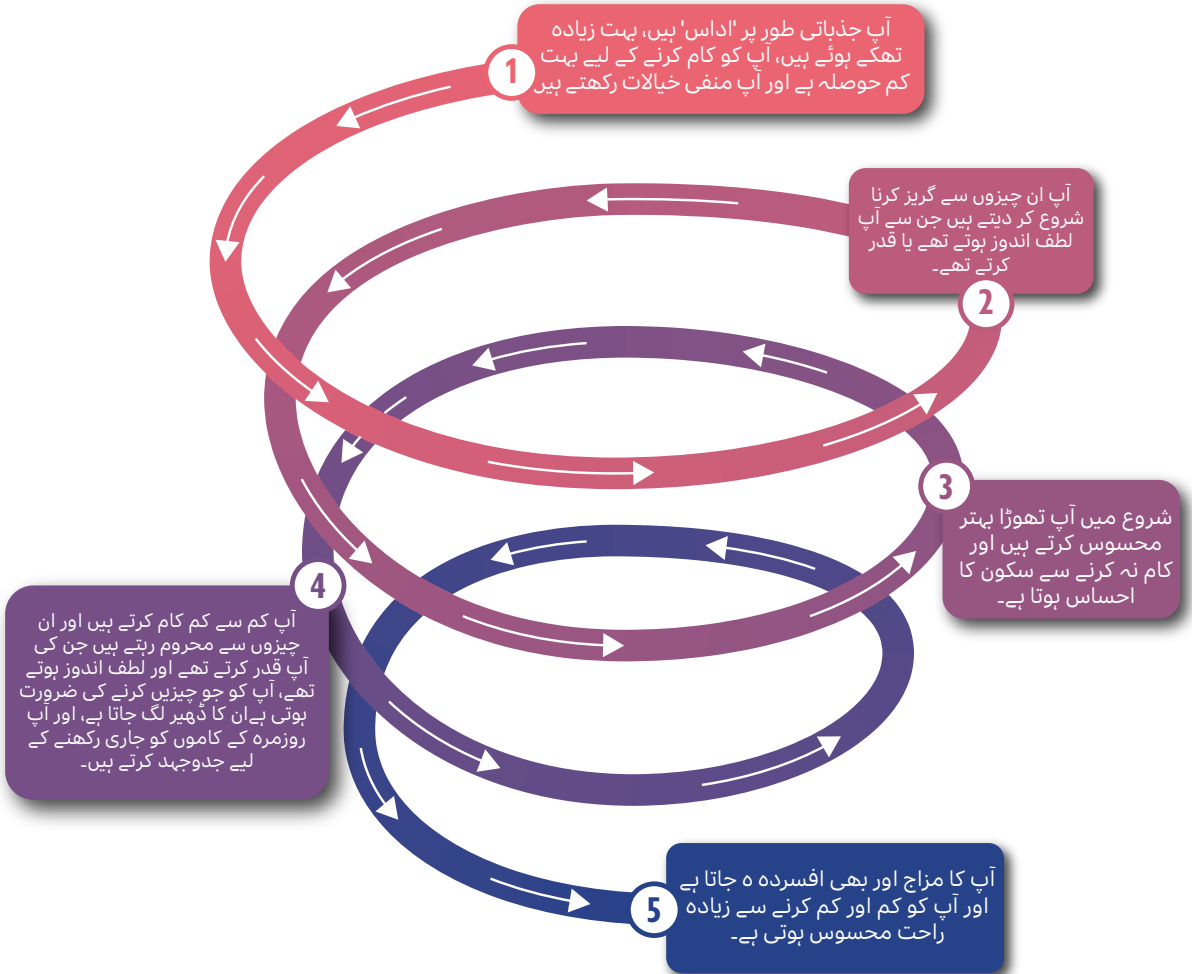 1
آپ جذباتی طور پر 'اداس' ہیں، بہت زیادہ
تھکے ہوئے ہیں، آپ کو کام کرنے کے لیے بہت
کم حوصلہ ہے اور آپ منفی خیالات رکھتے ہیں
آپ ان چیزوں سے گریز کرنا
شروع کر دیتے ہیں جن سے آپ
لطف اندوز ہوتے تھے یا قدر
کرتے تھے۔
2
3
شروع میں آپ تھوڑا بہتر
محسوس کرتے ہیں اور
کام نہ کرنے سے سکون کا
احساس ہوتا ہے۔
4
آپ کم سے کم کام کرتے ہیں اور ان
چیزوں سے محروم رہتے ہیں جن کی
آپ قدر کرتے تھے اور لطف اندوز ہوتے
تھے، آپ کو جو چیزیں کرنے کی ضرورت
ہوتی ہےان کا ڈھیر لگ جاتا ہے، اور آپ
روزمرہ کے کاموں کو جاری رکھنے کے
لیے جدوجہد کرتے ہیں۔
5
آپ کا مزاج اور بھی افسردہ ہ جاتا ہے
اور آپ کو کم اور کم کرنے سے زیادہ
راحت محسوس ہوتی ہے۔